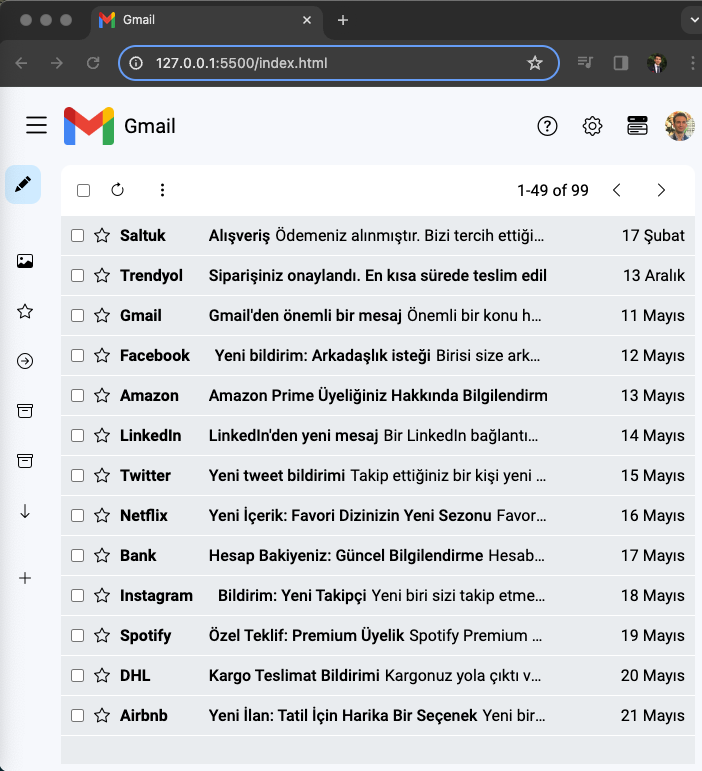 Gmail
127.0.0.1:5500/index.html
Gmail
1-49 of 99
Saltuk Alışveriş Ödemeniz alınmıştır. Bizi tercih ettiği... 17 Şubat
Trendyol Siparişiniz onaylandı. En kısa sürede teslim edil 13 Aralık
Gmail Gmail'den önemli bir mesaj Önemli bir konu h... 11 Mayıs
Facebook Yeni bildirim: Arkadaşlık isteği Birisi size ark... 12 Mayıs
Amazon Amazon Prime Üyeliğiniz Hakkında Bilgilendirm 13 Mayıs
LinkedIn LinkedIn'den yeni mesaj Bir LinkedIn bağlantı... 14 Mayıs
Twitter Yeni tweet bildirimi Takip ettiğiniz bir kişi yeni ... 15 Mayıs
Netflix Yeni İçerik: Favori Dizinizin Yeni Sezonu Favor... 16 Mayıs
Bank Hesap Bakiyeniz: Güncel Bilgilendirme Hesab... 17 Mayıs
Instagram Bildirim: Yeni Takipçi Yeni biri sizi takip etme... 18 Mayıs
Spotify Özel Teklif: Premium Üyelik Spotify Premium ... 19 Mayıs
DHL Kargo Teslimat Bildirimi Kargonuz yola çıktı v... 20 Mayıs
Airbnb Yeni İlan: Tatil İçin Harika Bir Seçenek Yeni bir... 21 Mayıs